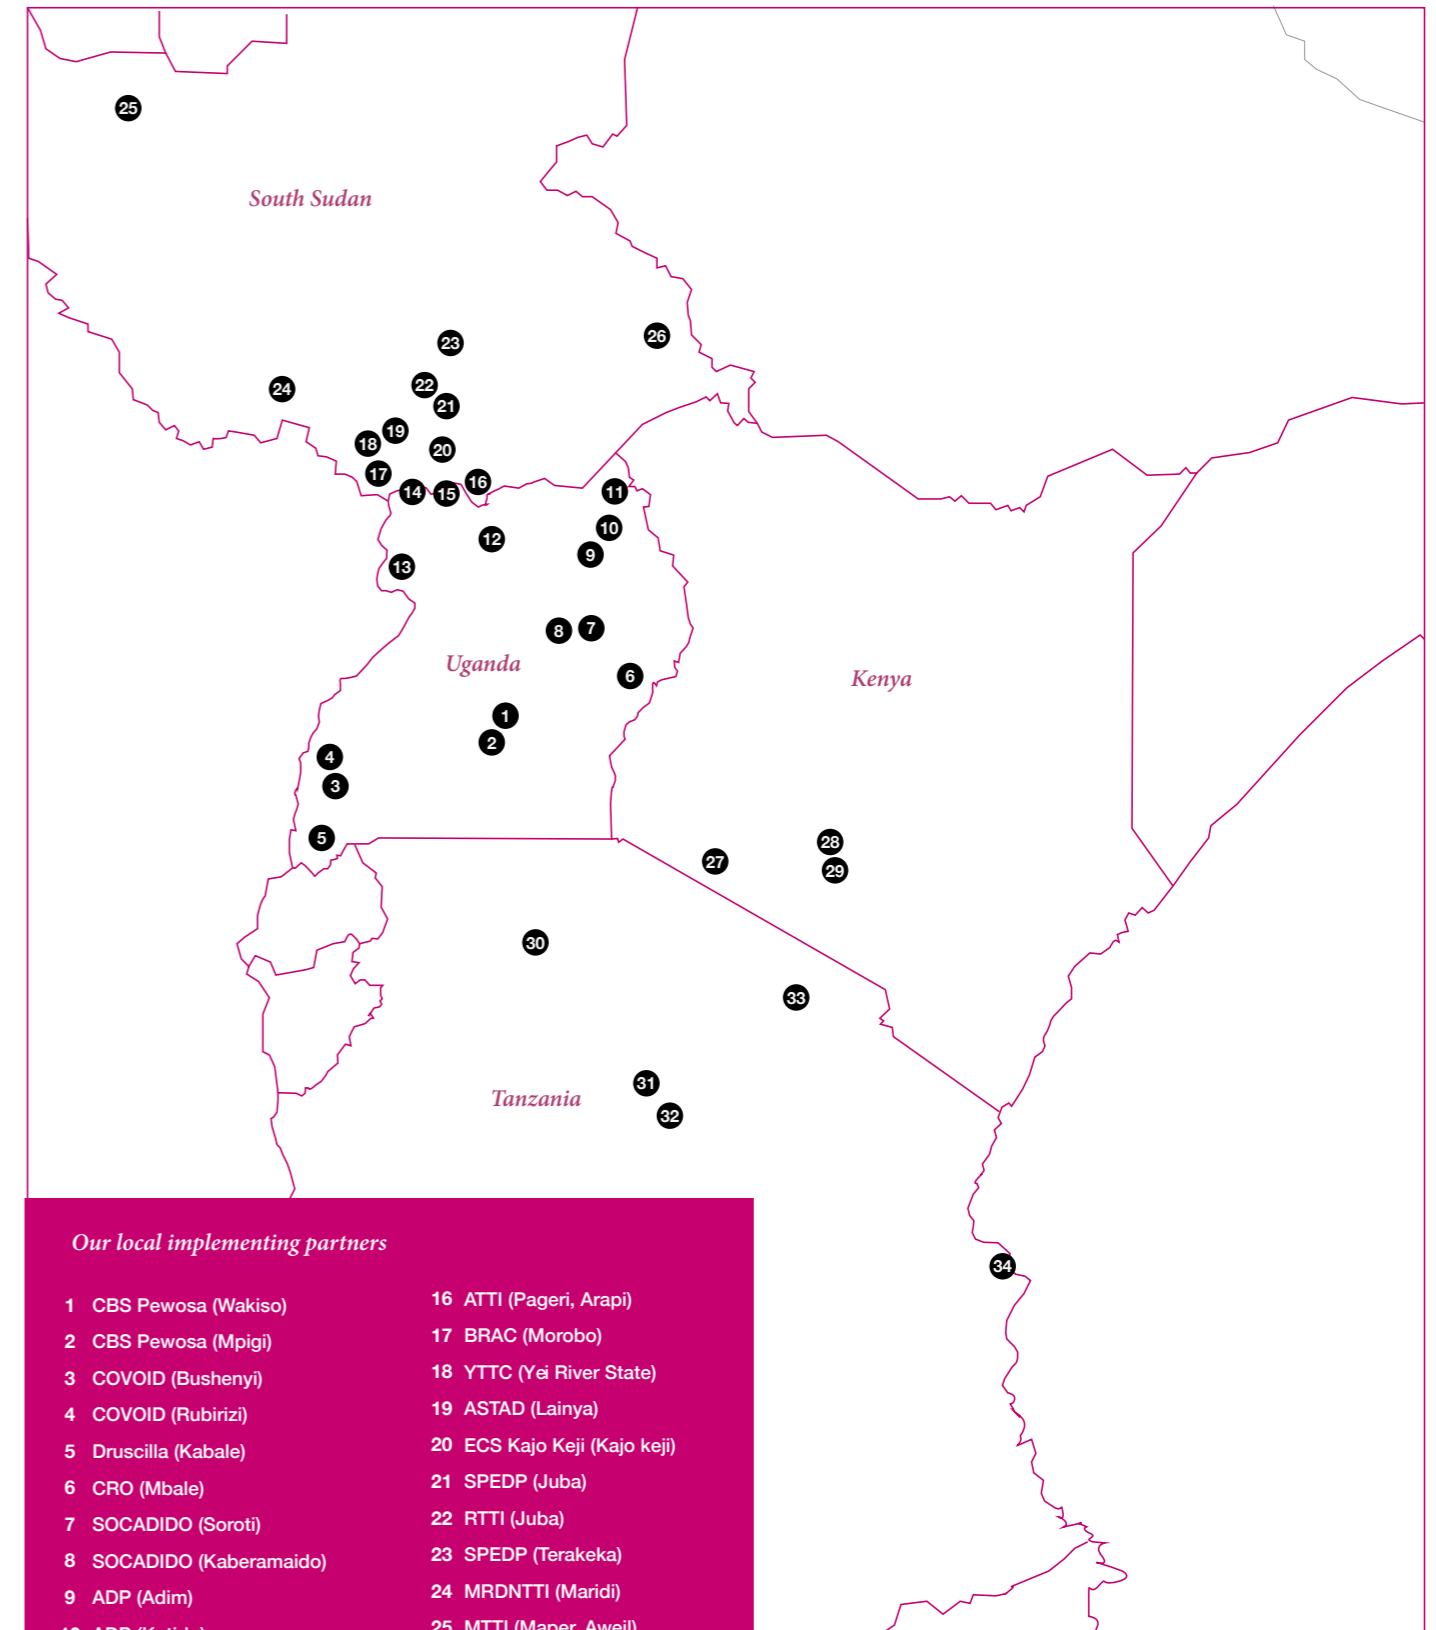 25
South Sudan
23
26
24
22
21
19
18
20
17
16
14
15
11
12
10
9
13
8
7
Uganda
6
Kenya
1
2
4
3
5
28
27
29
30
33
31
Tanzania
32
34
Our local implementing partners
1 CBS Pewosa (Wakiso)
2 CBS Pewosa (Mpigi)
3 COVOID (Bushenyi)
4 COVOID (Rubirizi)
5 Druscilla (Kabale)
6 CRO (Mbale)
7 SOCADIDO (Soroti)
8 SOCADIDO (Kaberamaido)
9 ADP (Adim)
16 ATTI (Pageri, Arapi)
17 BRAC (Morobo)
18 YTTC (Yei River State)
19 ASTAD (Lainya)
20 ECS Kajo Keji (Kajo keji)
21 SPEDP (Juba)
22 RTTI (Juba)
23 SPEDP (Terakeka)
24 MRDNTTI (Maridi)
25 MTTI (Maper, Aweil)